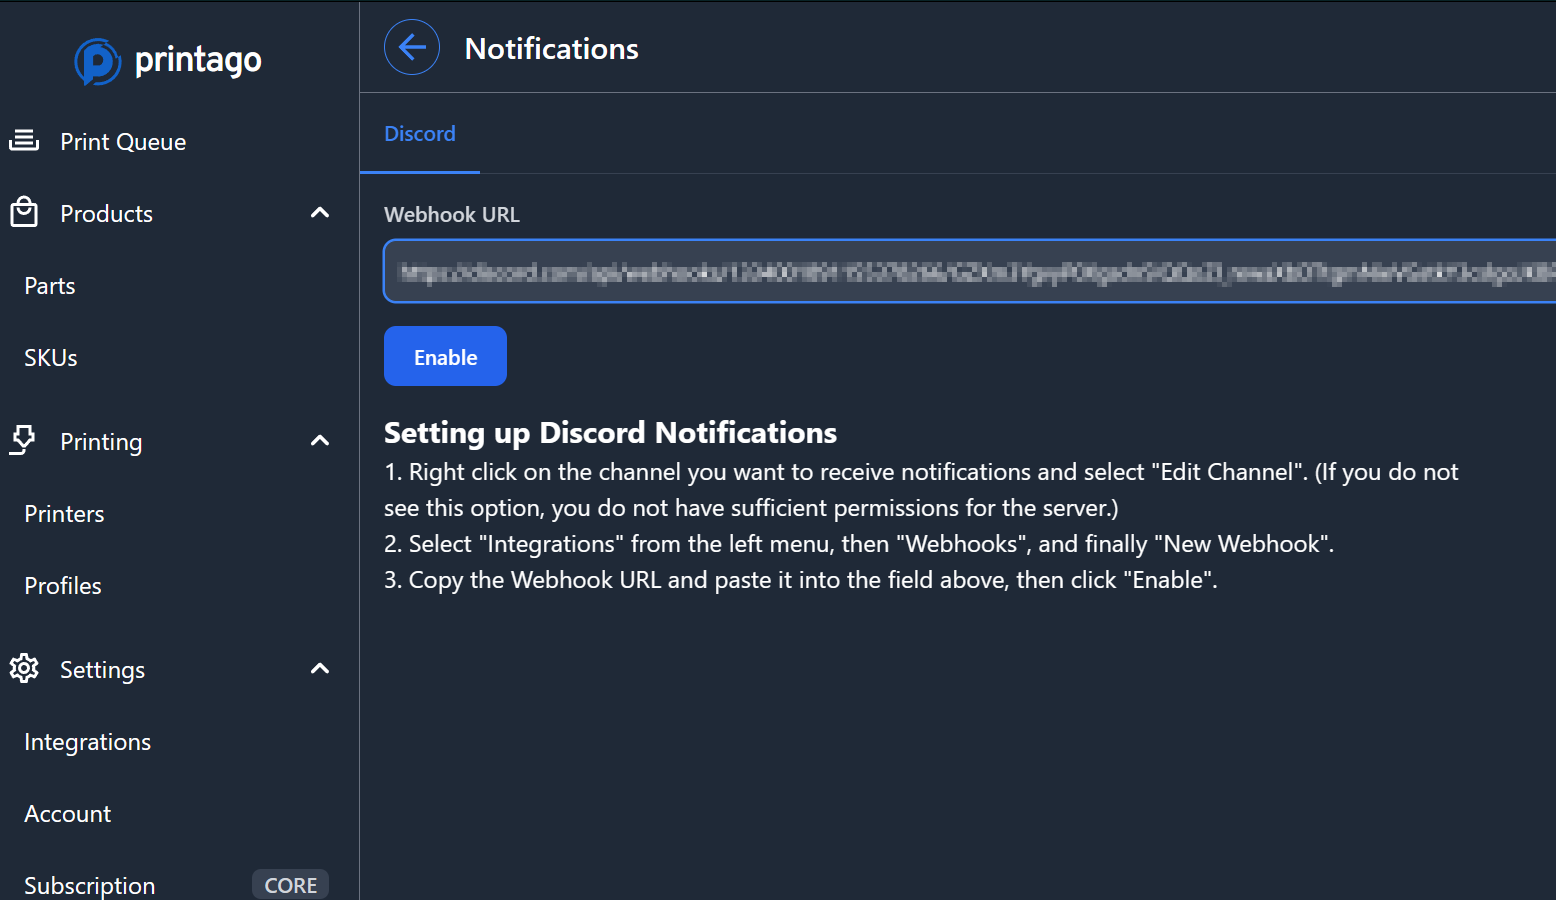 printago
Print Queue
Products
Parts
SKUs
Printing
Printers
Profiles
Settings
Integrations
Account
Subscription CORE
Notifications
Discord
Webhook URL
Enable
Setting up Discord Notifications
1. Right click on the channel you want to receive notifications and select "Edit Channel". (If you do not
see this option, you do not have sufficient permissions for the server.)
2. Select "Integrations" from the left menu, then "Webhooks", and finally "New Webhook".
3. Copy the Webhook URL and paste it into the field above, then click "Enable".